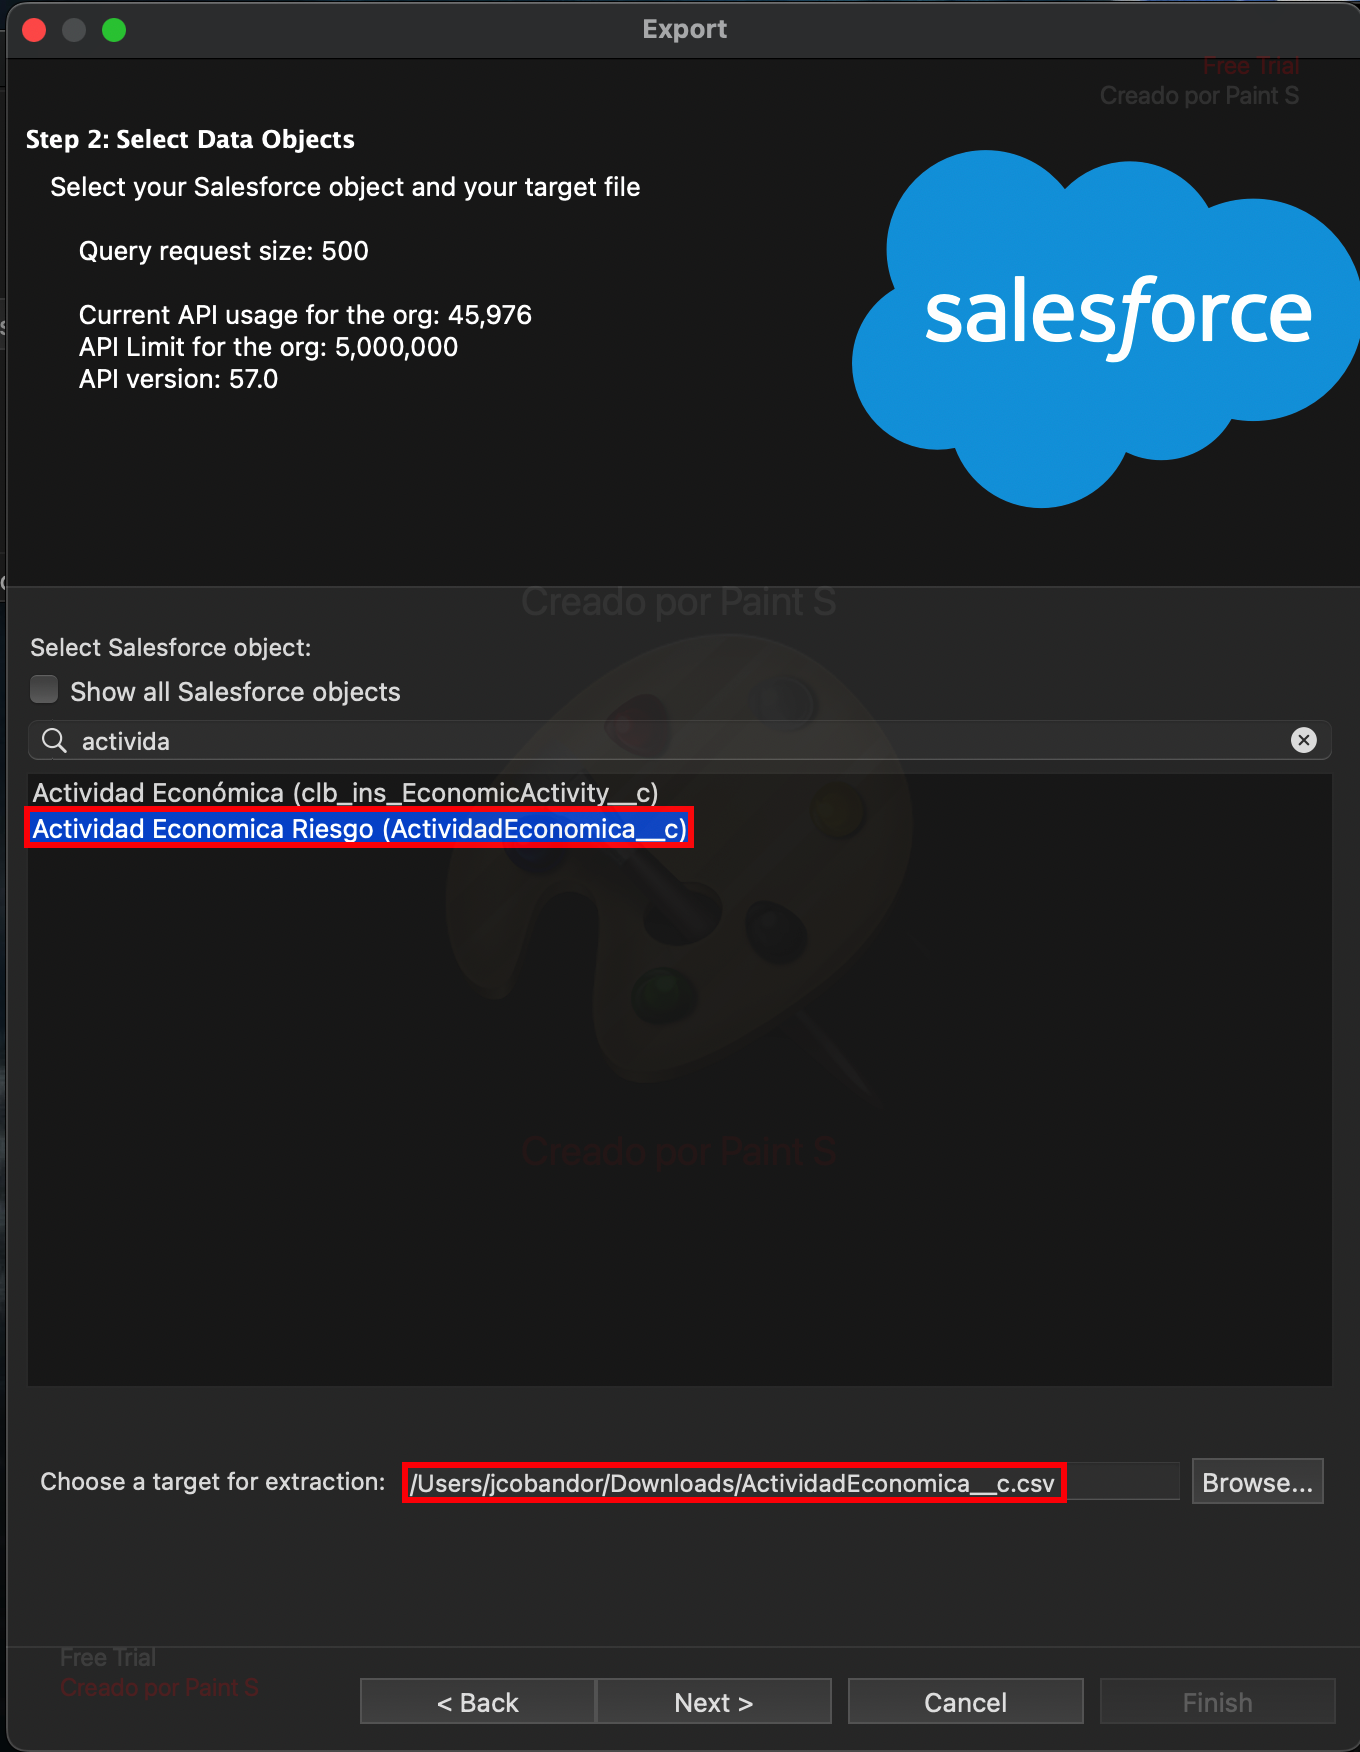 Export
Free Trial
Creado por Paint S
Step 2: Select Data Objects
Select your Salesforce object and your target file
Query request size: 500
Current API usage for the org: 45,976
API Limit for the org: 5,000,000
API version: 57.0
salesforce
Creado por Paint S
Select Salesforce object:
Show all Salesforce objects
activida
Actividad Económica (clb_ins_EconomicActivity__c)
Actividad Economica Riesgo (ActividadEconomica__c)
Creado por Paint S
Choose a target for extraction:
/Users/jcobandor/Downloads/ActividadEconomica__c.csv
Browse...
Free Trial
Creado por Paint S
< Back
Next >
Cancel
Finish